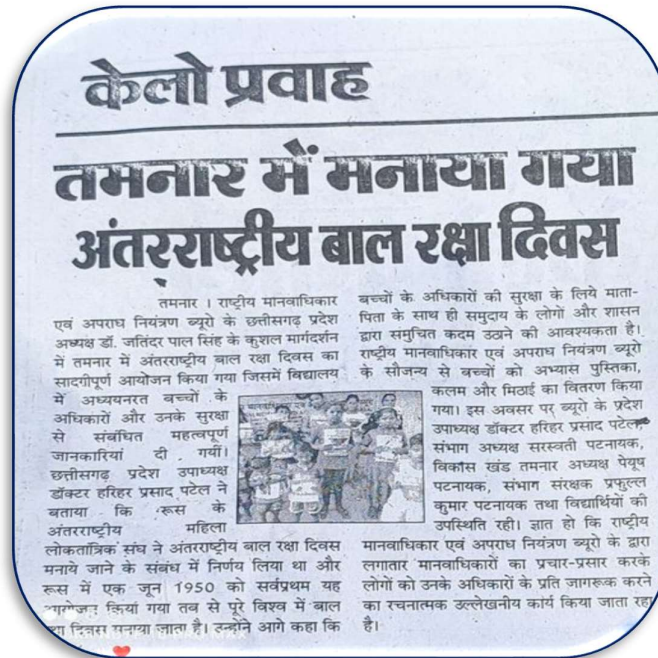 केलो प्रवाह
तमनार में मनाया गया
अंतरराष्ट्रीय बाल रक्षा दिवस
तमनार । राष्ट्रीय मानवाधिकार
एवं अपराध नियंत्रण ब्यूरो के छत्तीसगढ़ प्रदेश
अध्यक्ष डॉ. जतिंदर पाल सिंह के कुशल मार्गदर्शन
में तमनार में अंतरराष्ट्रीय बाल रक्षा दिवस का
सादगीपूर्ण आयोजन किया गया जिसमें बिद्यालय
में अध्ययनरत बच्चों के
अधिकारों और उनके सुरक्षा
से संबंधित महत्वपूर्ण
जानकारियां दी गयीं।
छत्तीसगढ़ प्रदेश उपाध्यक्ष
डॉक्टर हरिहर प्रसाद पटेल ने
बताया कि रूस के
अंतरराष्ट्रीय महिला
लोकतांत्रिक संघ ने अंतरराष्ट्रीय बाल रक्षा दिवस
मनाये जाने के संबंध में निर्णय लिया था और
रूस में एक जून 1950 को सर्वप्रथम यह
किया गया तब से पूरे विश्व में बाल
दिवस मनाया जाता है। उन्होंने आगे कहा कि
बच्चों के अधिकारों की सुरक्षा के लिये माता-
पिता के साथ ही समुदाय के लोगों और शासन
द्वारा समुचित कदम उठाने की आवश्यकता है।
राष्ट्रीय मानवाधिकार एवं अपराध नियंत्रण ब्यूरो
के सौजन्य से बच्चों को अभ्यास पुस्तिका,
कलम और मिठाई का वितरण किया
गया। इस अवसर पर ब्यूरो के प्रदेश
उपाध्यक्ष डॉक्टर हरिहर प्रसाद पटेल
संभाग अध्यक्ष सरस्वती पटनायक,
विकास खंड तमनार अध्यक्ष पेयूष
पटनायक, संभाग संरक्षक प्रफुल्ल
कुमार पटनायक तथा विद्यार्थियों की
उपस्थिति रही। ज्ञात हो कि राष्ट्रीय
मानवाधिकार एवं अपराध नियंत्रण ब्यूरो के द्वारा
लगातार मानवाधिकारों का प्रचार-प्रसार करके
लोगों को उनके अधिकारों के प्रति जागरूक करने
का रचनात्मक उल्लेखनीय कार्य किया जाता रहा
है।